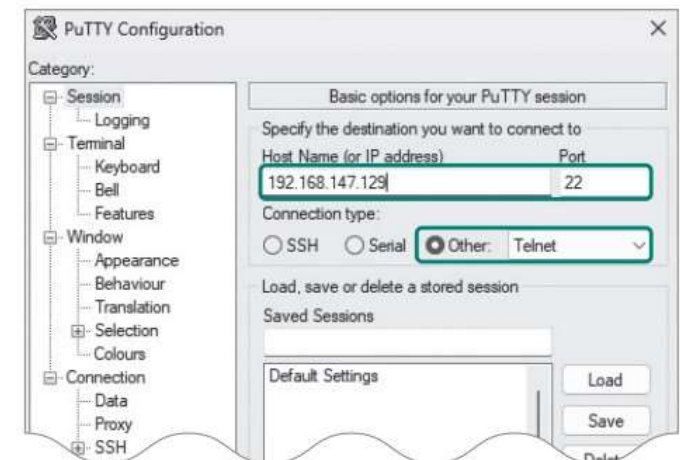 PuTTY Configuration
Category:
Session
Logging
Terminal
Keyboard
Bell
Features
Window
Appearance
Behaviour
Translation
Selection
Colours
Connection
Data
Proxy
SSH
Basic options for your PuTTY session
Specify the destination you want to connect to
Host Name (or IP address) Port
192.168.147.129 22
Connection type:
SSH Serial Other: Telnet
Load, save or delete a stored session
Saved Sessions
Default Settings
Load
Save